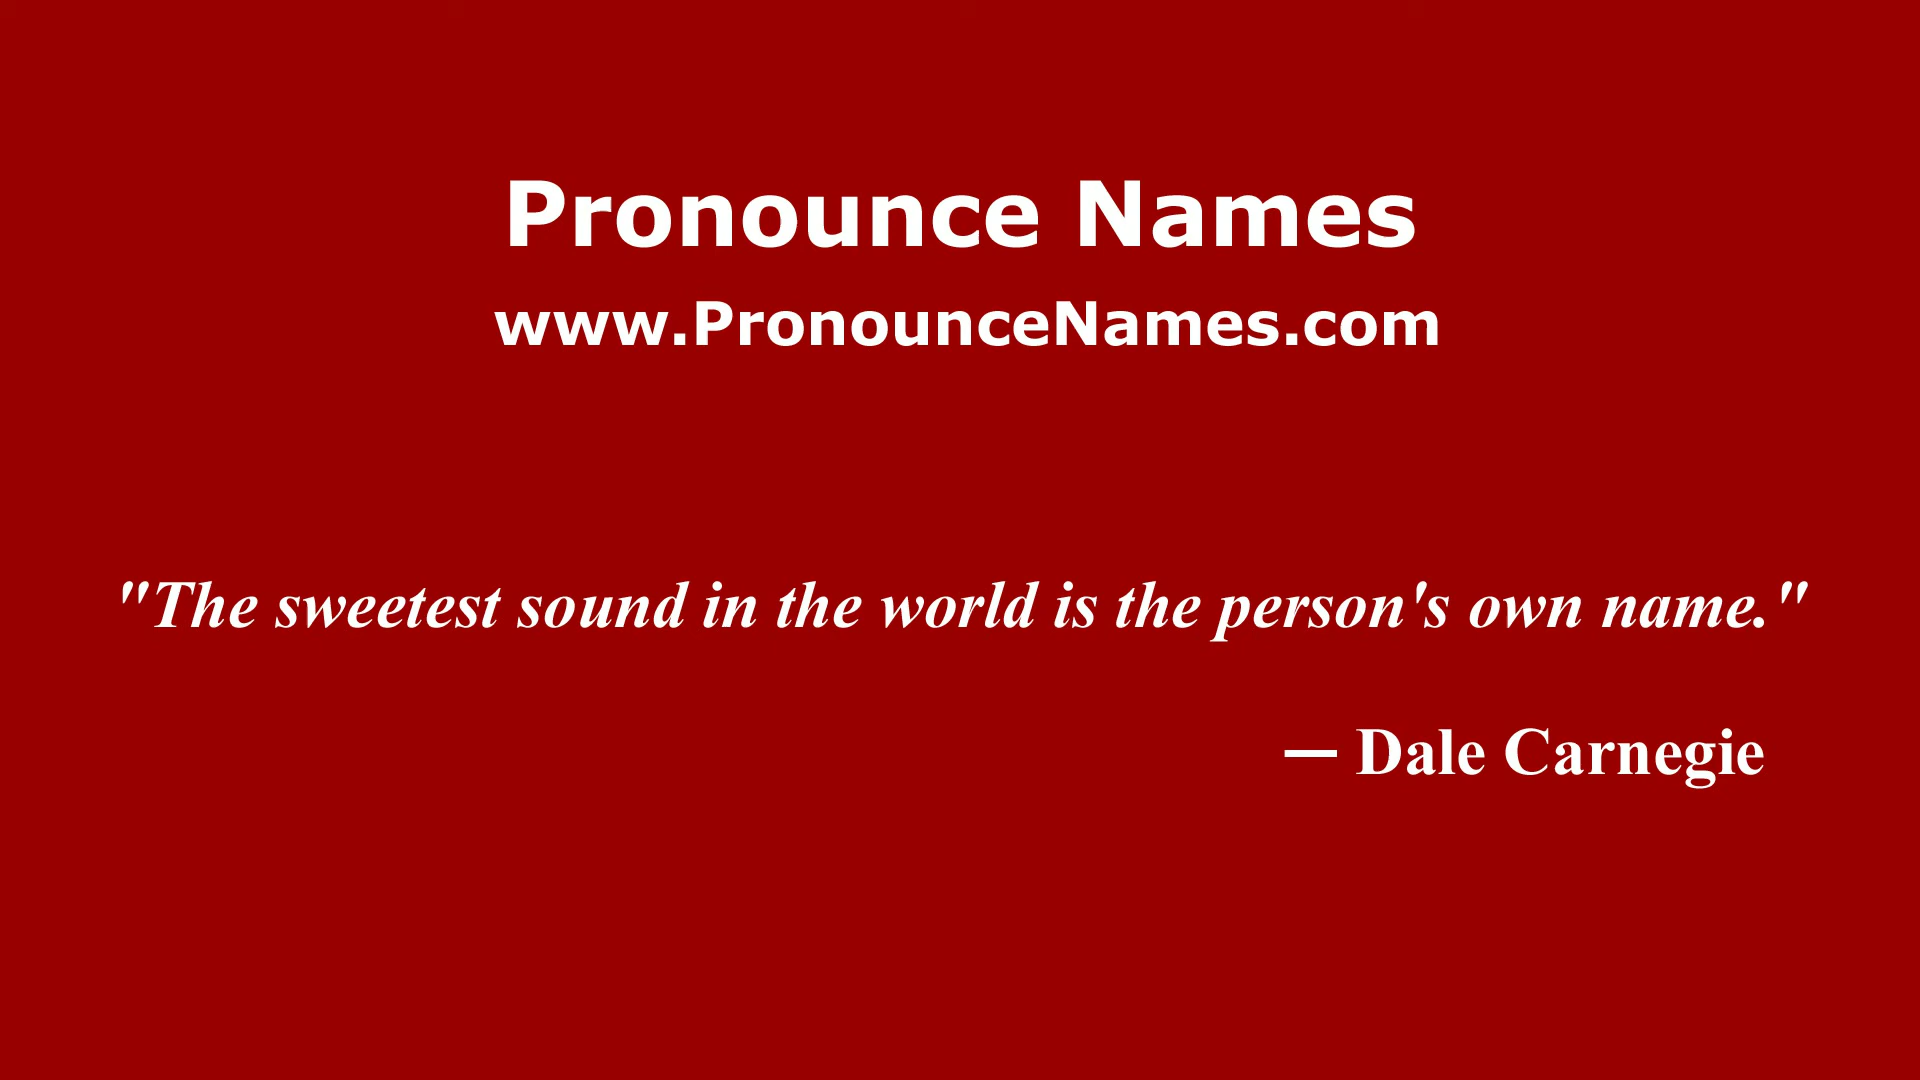 Pronounce Names
www.PronounceNames.com
"The sweetest sound in the world is the person's own name."
— Dale Carnegie